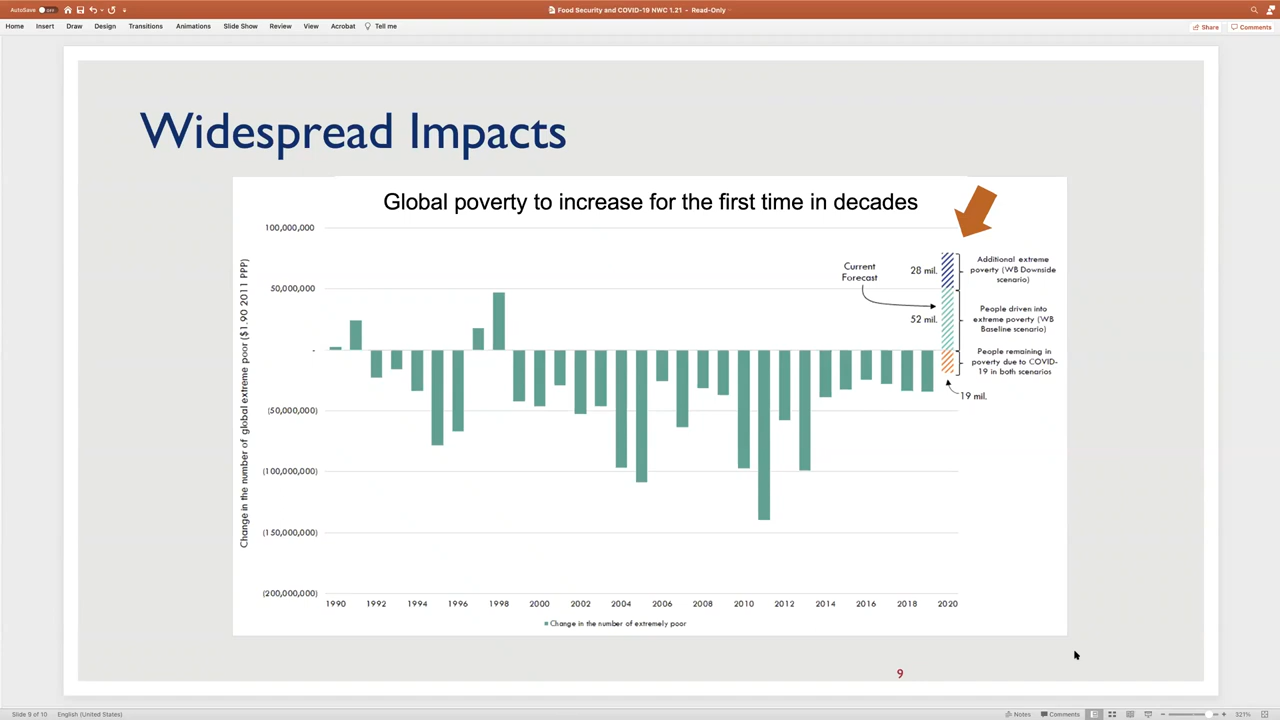 AutoSave OFF
Food Security and COVID-19 NWC 1.21 - Read-Only
Home Insert Draw Design Transitions Animations Slide Show Review View Acrobat Tell me
Share Comments
Widespread Impacts
Global poverty to increase for the first time in decades
Change in the number of global extreme poor ($1.90 2011 PPP)
100,000,000
50,000,000
-
(50,000,000)
(100,000,000)
(150,000,000)
(200,000,000)
Current
Forecast
28 mil.
52 mil.
19 mil.
Additional extreme
poverty (WB Downside
scenario)
People driven into
extreme poverty (WB
Baseline scenario)
People remaining in
poverty due to COVID-
19 in both scenarios
1990 1992 1994 1996 1998 2000 2002 2004 2006 2008 2010 2012 2014 2016 2018 2020
Change in the number of extremely poor
9
Slide 9 of 10 English (United States)
Notes Comments 321%